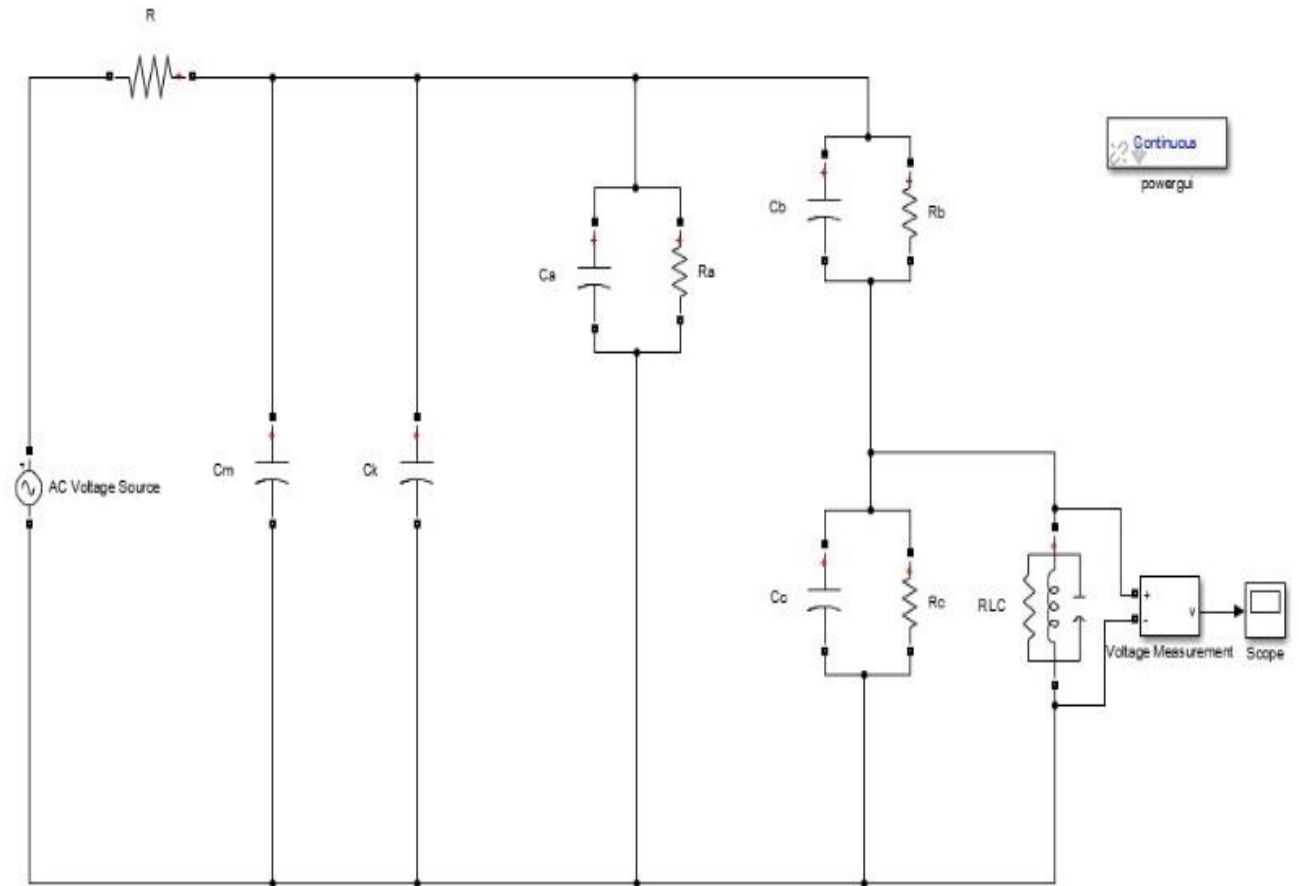 R
Continuous
powergui
Cb
Rb
Ca
Ra
Cm
Ck
AC Voltage Source
Cc
Rc
RLC
+
-
v
Voltage Measurement
Scope